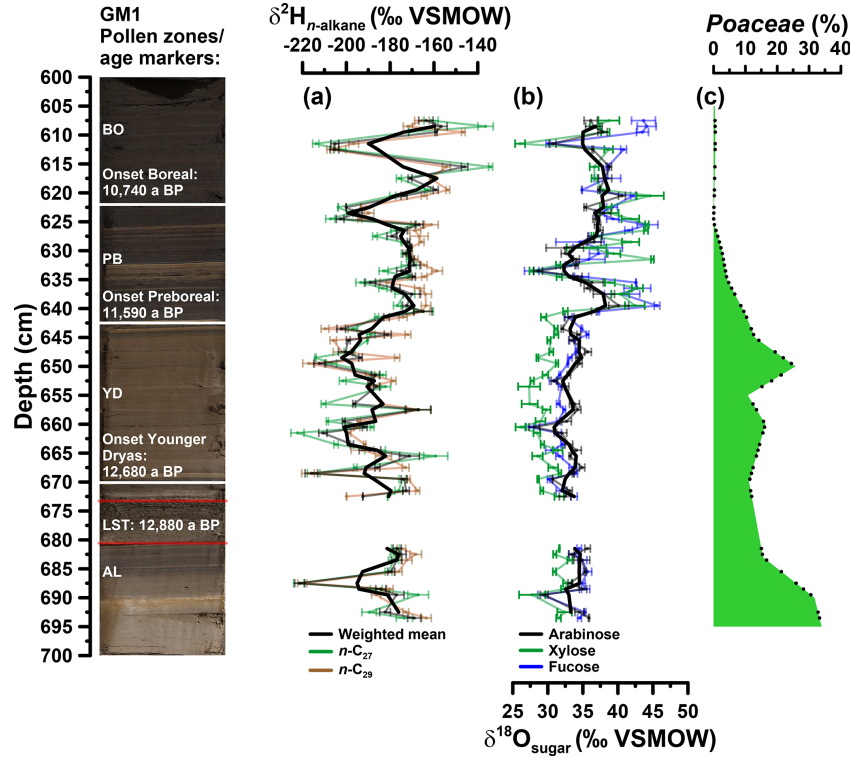 GM1
Pollen zones/
age markers:
δ²H n-alkane (‰ VSMOW)
-220 -200 -180 -160 -140
Poaceae (%)
0 10 20 30 40
(a)
(b)
(c)
Depth (cm)
600
605
610
615
620
625
630
635
640
645
650
655
660
665
670
675
680
685
690
695
700
BO
Onset Boreal:
10,740 a BP
PB
Onset Preboreal:
11,590 a BP
YD
Onset Younger
Dryas:
12,680 a BP
LST: 12,880 a BP
AL
Weighted mean
n-C₂₇
n-C₂₉
Arabinose
Xylose
Fucose
25 30 35 40 45 50
δ¹⁸O sugar (‰ VSMOW)